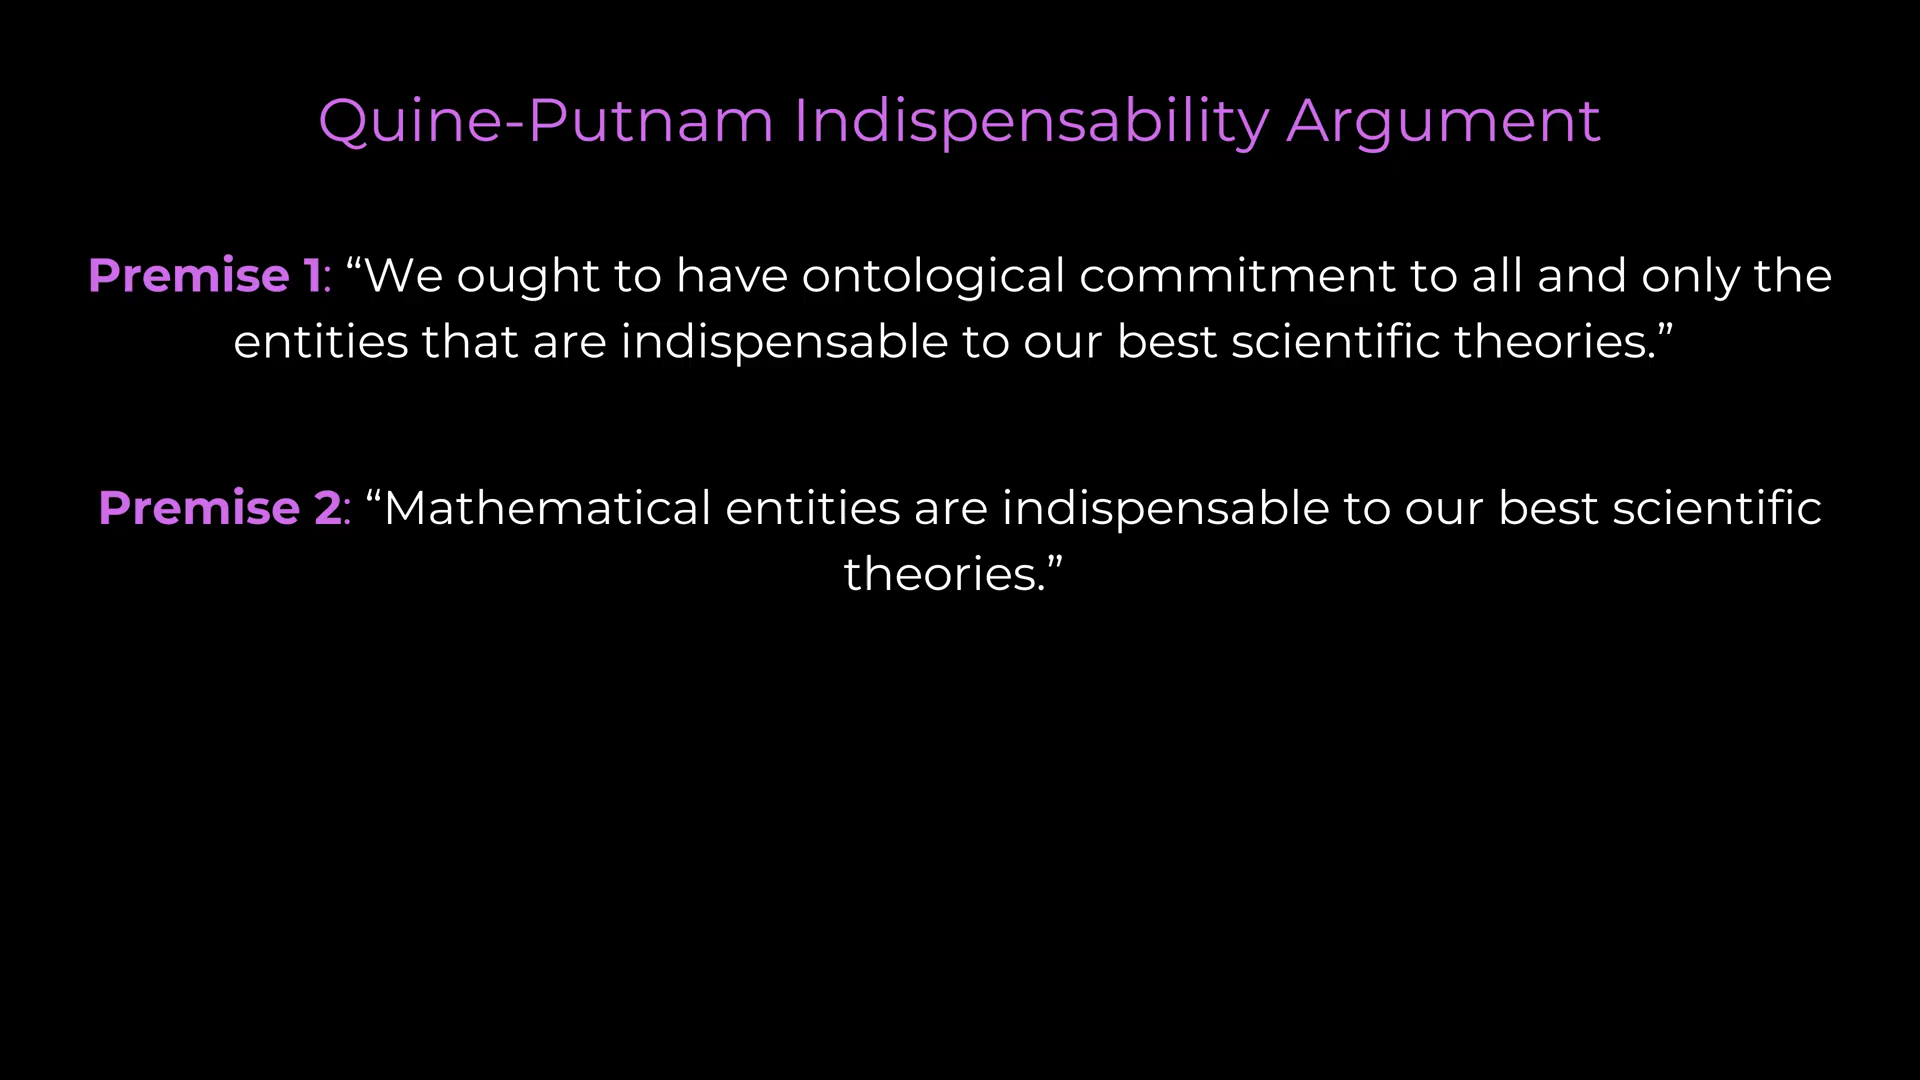 Quine-Putnam Indispensability Argument
Premise 1: “We ought to have ontological commitment to all and only the
entities that are indispensable to our best scientific theories.”
Premise 2: “Mathematical entities are indispensable to our best scientific
theories.”